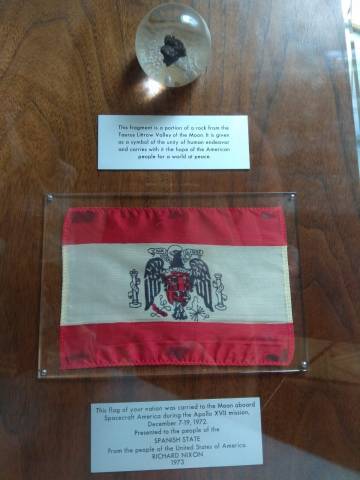 This fragment is a portion of a rock from the
Taurus Littrow Valley of the Moon. It is given
as a symbol of the unity of human endeavor
and carries with it the hope of the American
people for a world at peace.
This flag of your nation was carried to the Moon aboard
Spacecraft America during the Apollo XVII mission,
December 7-19, 1972.
Presented to the people of the
SPANISH STATE
From the people of the United States of America.
RICHARD NIXON
1973